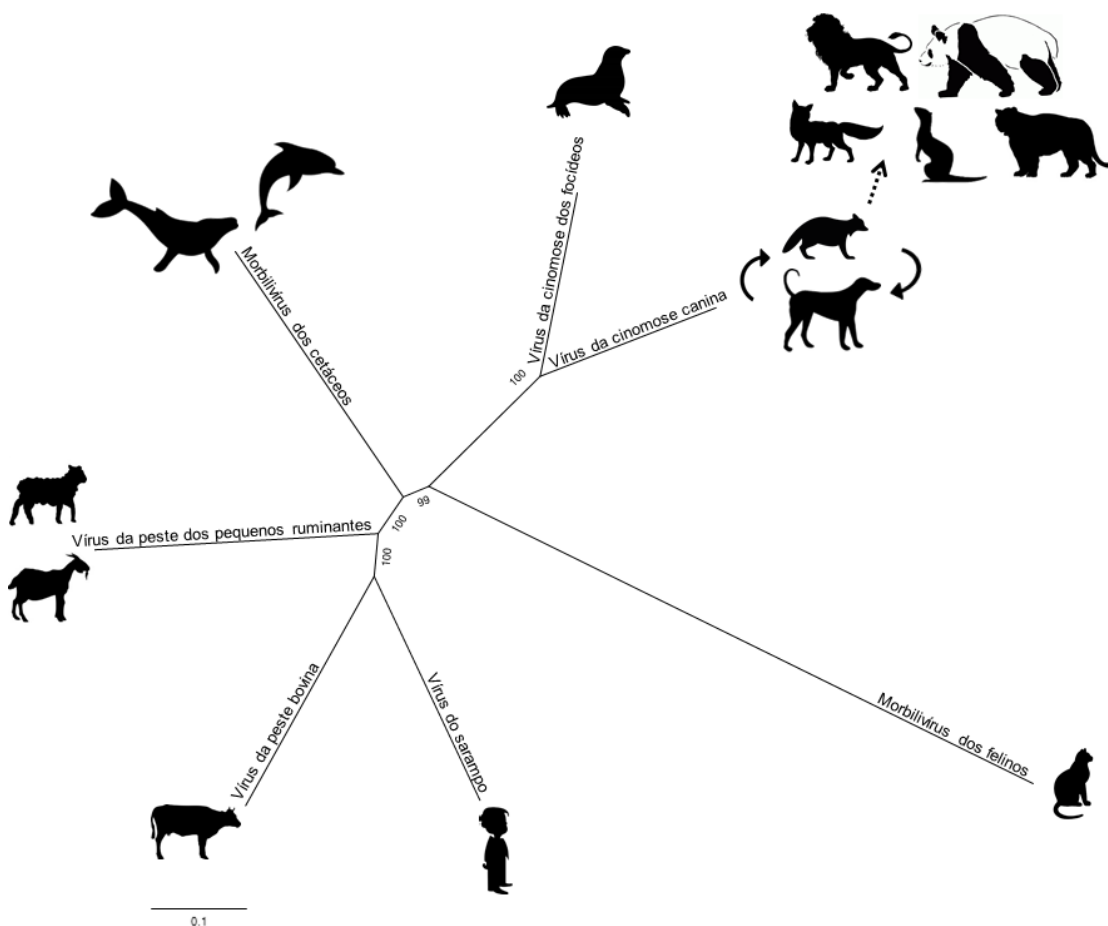 Vírus da cinomose dos focídeos
Vírus da cinomose canina
100
Morbilivírus dos cetáceos
99
100
Vírus da peste dos pequenos ruminantes
100
Vírus da peste bovina
Vírus do sarampo
Morbilivírus dos felinos
0.1